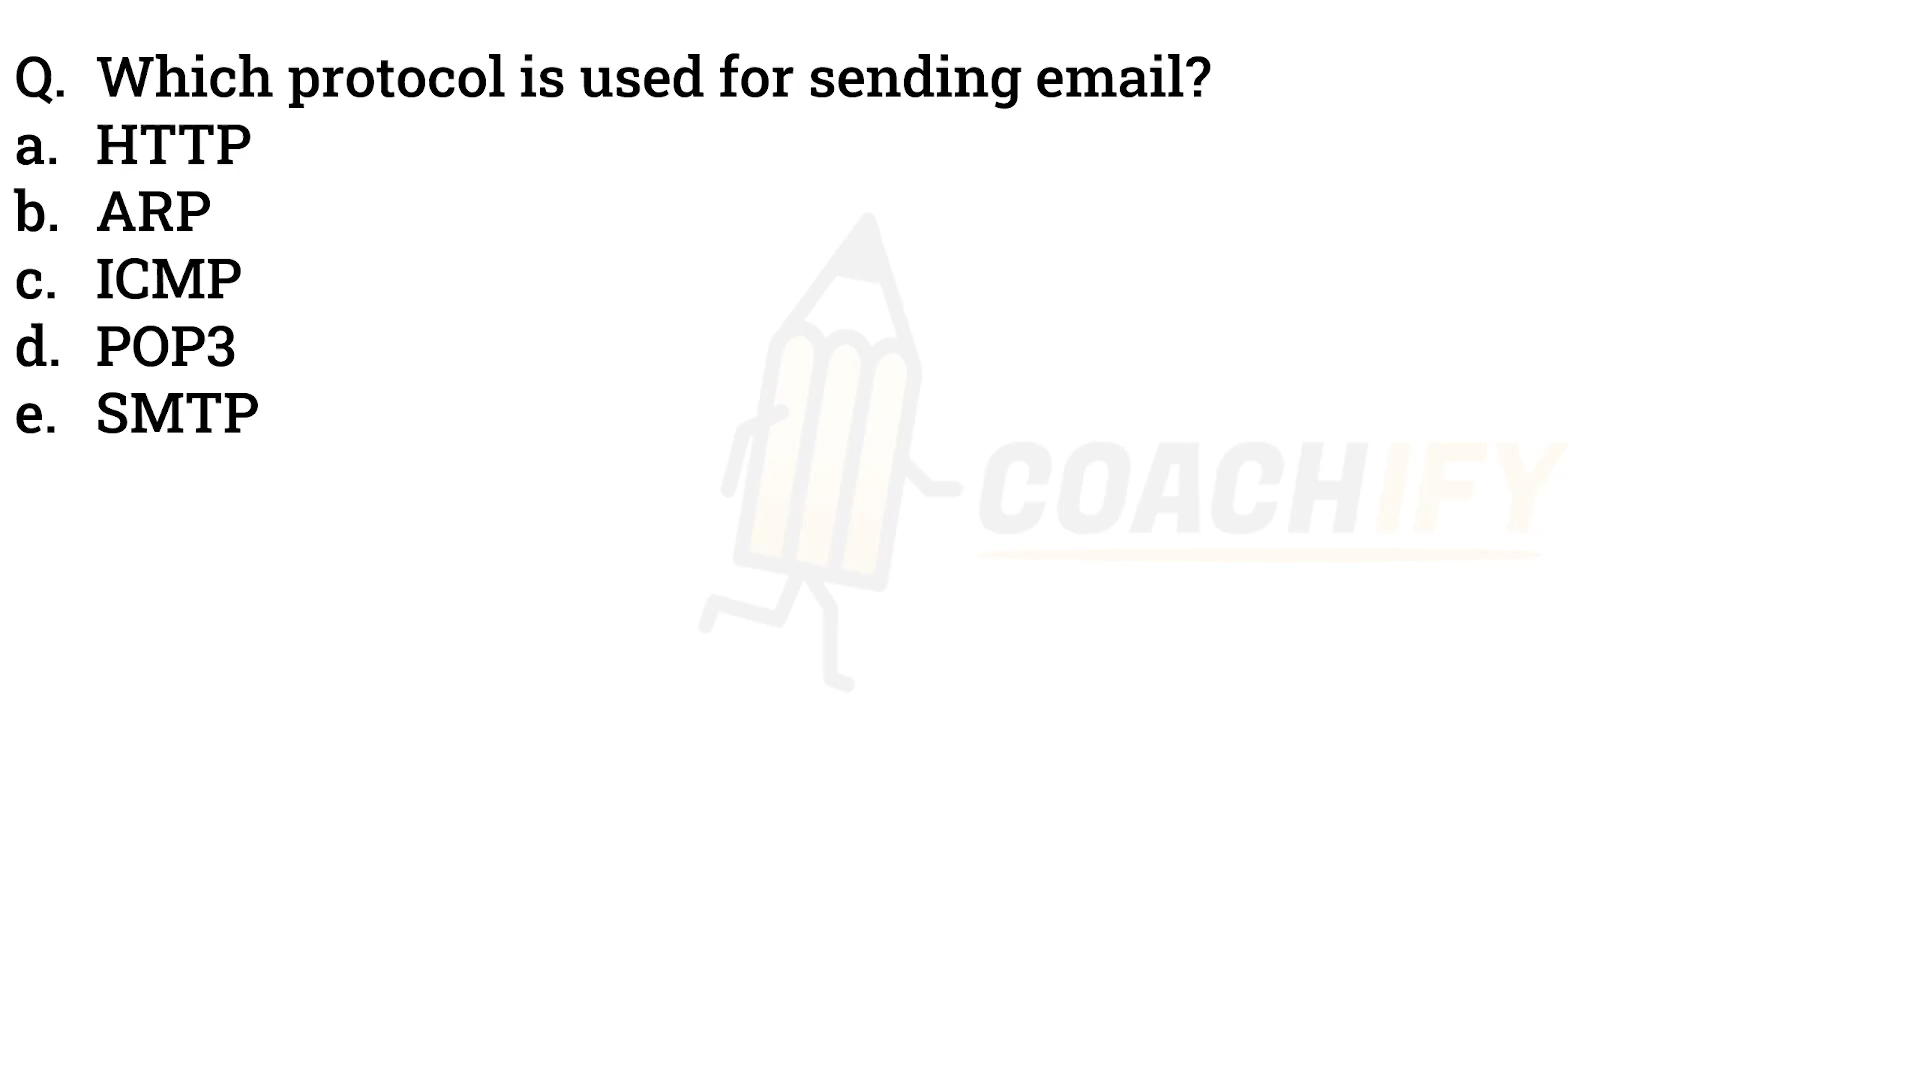 Q. Which protocol is used for sending email?
a. HTTP
b. ARP
c. ICMP
d. POP3
e. SMTP
COACHIFY